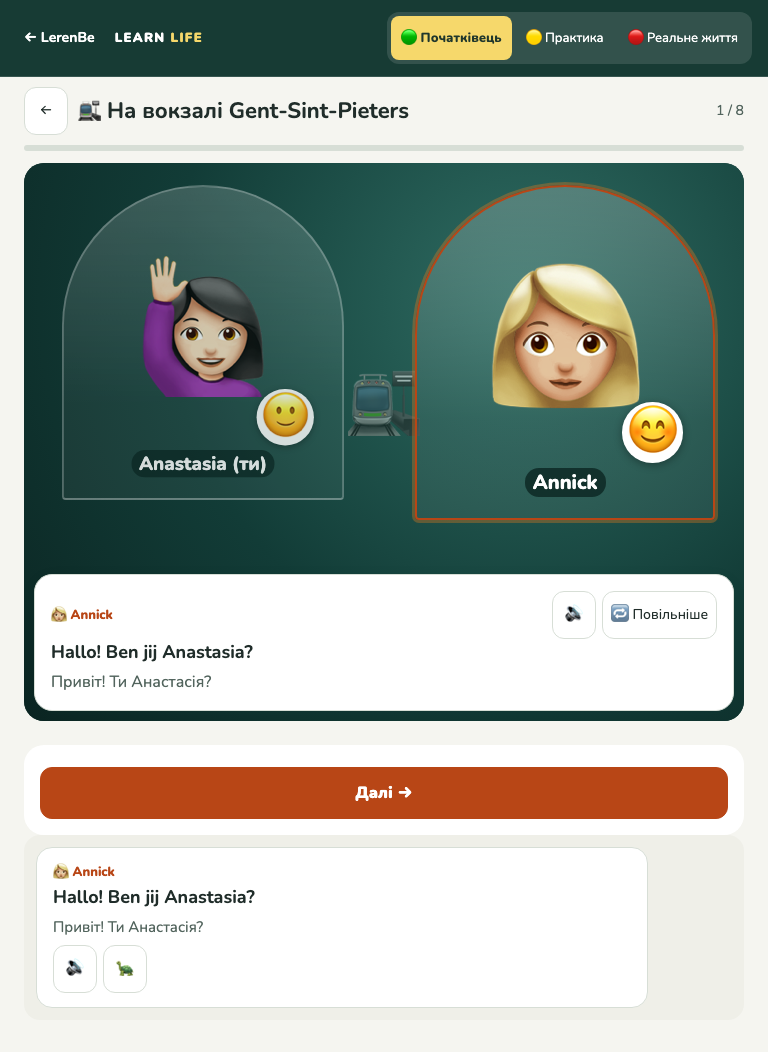 ← LerenBe LEARN LIFE 🟢 Початківець 🟡 Практика 🔴 Реальне життя
← 🚉 На вокзалі Gent-Sint-Pieters 1 / 8
Anastasia (ти)
Annick
Annick
Повільніше
Hallo! Ben jij Anastasia?
Привіт! Ти Анастасія?
Далі →
Annick
Hallo! Ben jij Anastasia?
Привіт! Ти Анастасія?